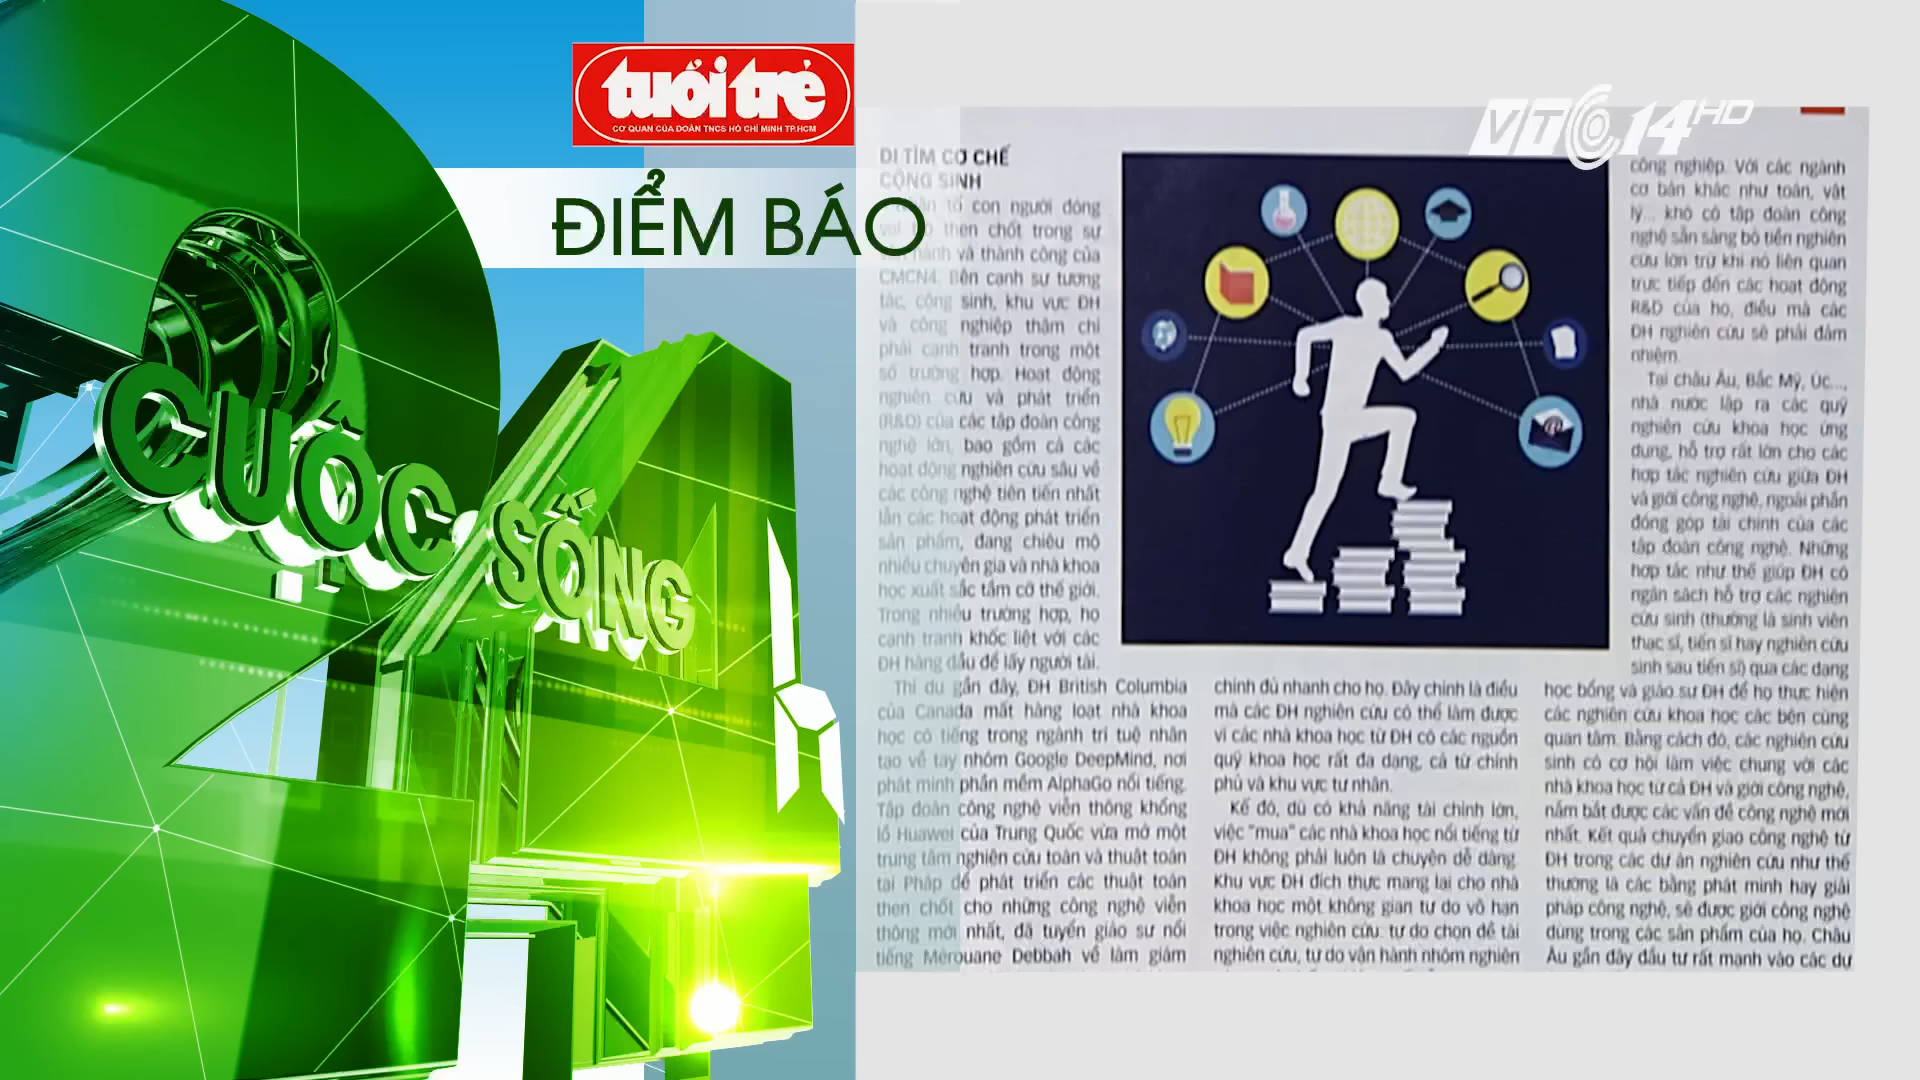 tuổi trẻ
CƠ QUAN CỦA ĐOÀN TNCS HỒ CHÍ MINH TP.HCM
ĐIỂM BÁO
CUỘC SỐNG
24h
VTC14 HD
ĐI TÌM CƠ CHẾ
CỘNG SINH
tố con người đóng
then chốt trong sự
hành và thành công của
CMCN4. Bên cạnh sự tương
tác, cộng sinh, khu vực ĐH
và công nghiệp thậm chí
phải cạnh tranh trong một
số trường hợp. Hoạt động
nghiên cứu và phát triển
(R&D) của các tập đoàn công
nghệ lớn, bao gồm cả các
hoạt động nghiên cứu sâu về
các công nghệ tiên tiến nhất
lẫn các hoạt động phát triển
sản phẩm, đang chiêu mộ
nhiều chuyên gia và nhà khoa
học xuất sắc tầm cỡ thế giới.
Trong nhiều trường hợp, họ
cạnh tranh khốc liệt với các
ĐH hàng đầu để lấy người tài.
Thí dụ gần đây, ĐH British Columbia
của Canada mất hàng loạt nhà khoa
học có tiếng trong ngành trí tuệ nhân
tạo về tay nhóm Google DeepMind, nơi
phát minh phần mềm AlphaGo nổi tiếng.
Tập đoàn công nghệ viễn thông khổng
lồ Huawei của Trung Quốc vừa mở một
trung tâm nghiên cứu toán và thuật toán
tại Pháp để phát triển các thuật toán
then chốt cho những công nghệ viễn
thông mới nhất, đã tuyển giáo sư nổi
tiếng Mérouane Debbah về làm giám
chính đủ nhanh cho họ. Đây chính là điều
mà các ĐH nghiên cứu có thể làm được
vì các nhà khoa học từ ĐH có các nguồn
quỹ khoa học rất đa dạng, cả từ chính
phủ và khu vực tư nhân.
Kế đó, dù có khả năng tài chính lớn,
việc "mua" các nhà khoa học nổi tiếng từ
ĐH không phải luôn là chuyện dễ dàng.
Khu vực ĐH đích thực mang lại cho nhà
khoa học một không gian tự do vô hạn
trong việc nghiên cứu: tự do chọn đề tài
nghiên cứu, tự do vận hành nhóm nghiên
công nghiệp. Với các ngành
cơ bản khác như toán, vật
lý... khó có tập đoàn công
nghệ sẵn sàng bỏ tiền nghiên
cứu lớn trừ khi nó liên quan
trực tiếp đến các hoạt động
R&D của họ, điều mà các
ĐH nghiên cứu sẽ phải đảm
nhiệm.
Tại châu Âu, Bắc Mỹ, Úc...,
nhà nước lập ra các quỹ
nghiên cứu khoa học ứng
dụng, hỗ trợ rất lớn cho các
hợp tác nghiên cứu giữa ĐH
và giới công nghệ, ngoài phần
đóng góp tài chính của các
tập đoàn công nghệ. Những
hợp tác như thế giúp ĐH có
ngân sách hỗ trợ các nghiên
cứu sinh (thường là sinh viên
thạc sĩ, tiến sĩ hay nghiên cứu
sinh sau tiến sĩ) qua các dạng
học bổng và giáo sư ĐH để họ thực hiện
các nghiên cứu khoa học các bên cùng
quan tâm. Bằng cách đó, các nghiên cứu
sinh có cơ hội làm việc chung với các
nhà khoa học từ cả ĐH và giới công nghệ,
nắm bắt được các vấn đề công nghệ mới
nhất. Kết quả chuyển giao công nghệ từ
ĐH trong các dự án nghiên cứu như thế
thường là các bằng phát minh hay giải
pháp công nghệ, sẽ được giới công nghệ
dùng trong các sản phẩm của họ. Châu
Âu gần đây đầu tư rất mạnh vào các dự